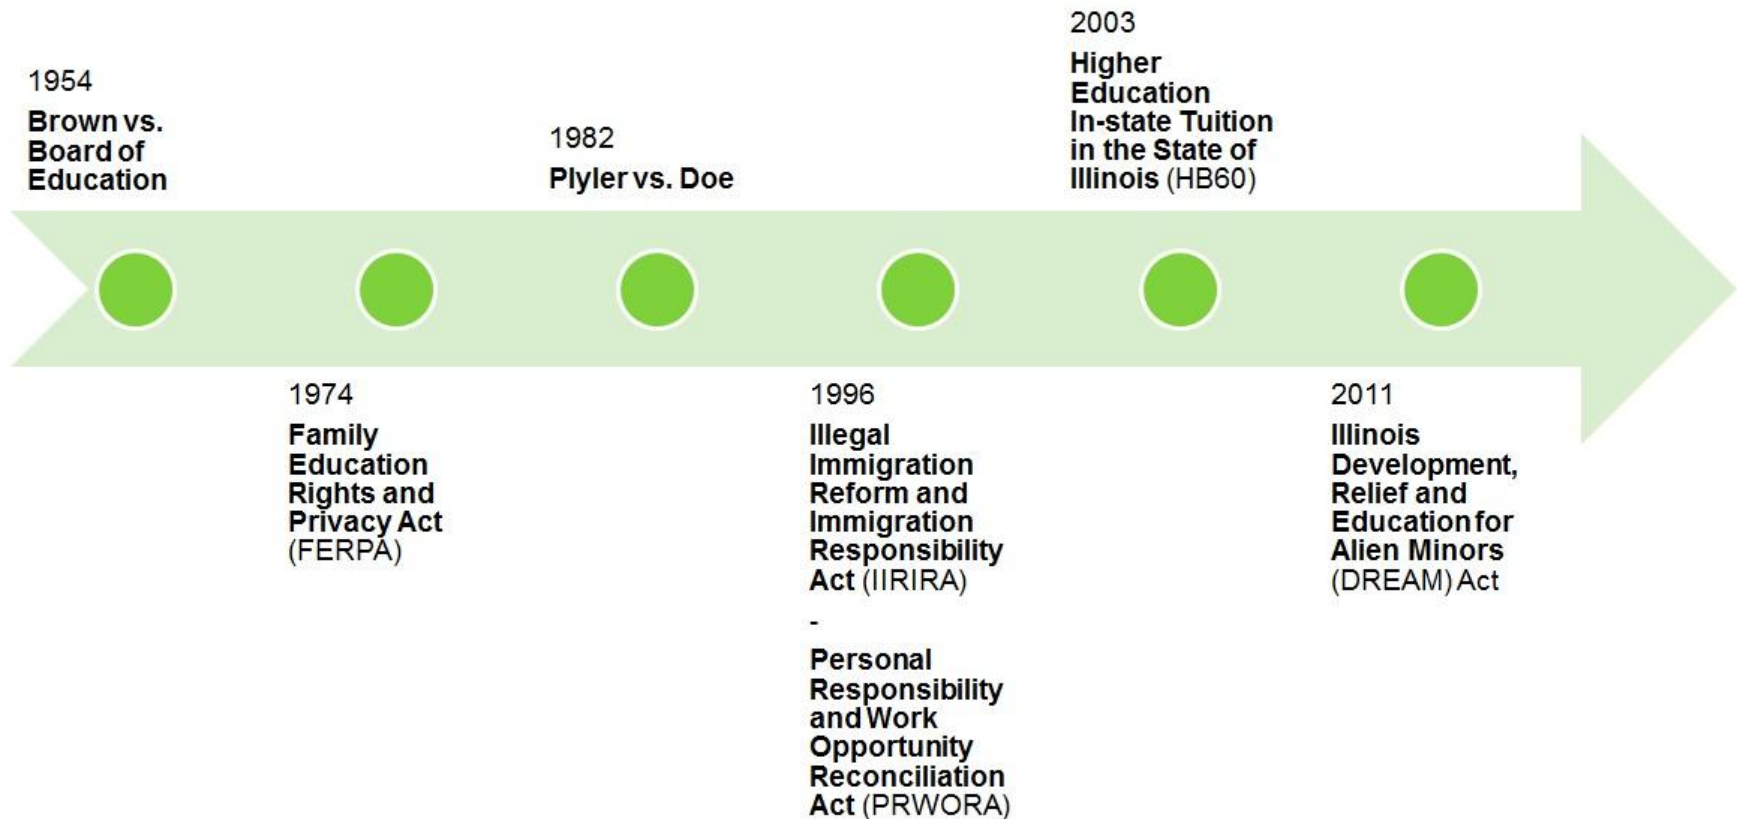 1954
Brown vs.
Board of
Education
1974
Family
Education
Rights and
Privacy Act
(FERPA)
1982
Plyler vs. Doe
1996
Illegal
Immigration
Reform and
Immigration
Responsibility
Act (IIRIRA)
-
Personal
Responsibility
and Work
Opportunity
Reconciliation
Act (PRWORA)
2003
Higher
Education
In-state Tuition
in the State of
Illinois (HB60)
2011
Illinois
Development,
Relief and
Education for
Alien Minors
(DREAM) Act